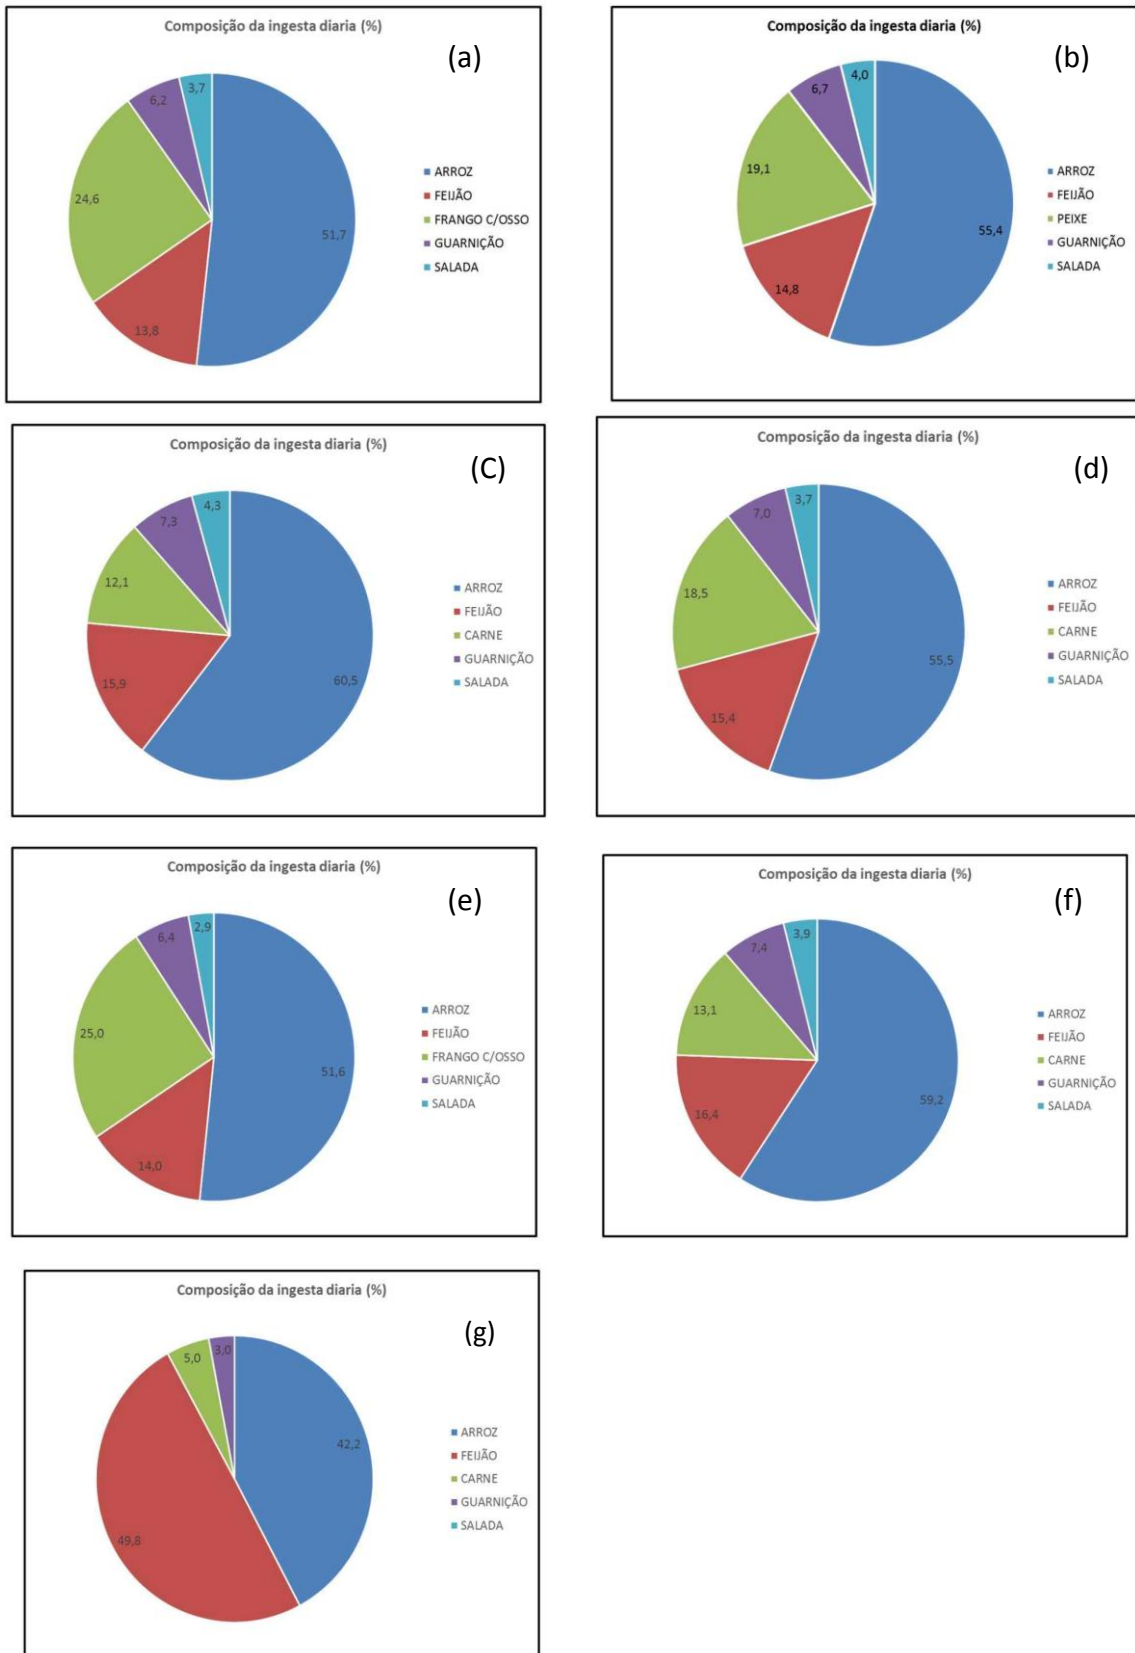 Composição da ingesta diaria (%)
(a)
3,7
6,2
24,6
51,7
13,8
ARROZ
FEIJÃO
FRANGO C/OSSO
GUARNIÇÃO
SALADA
Composição da ingesta diaria (%)
(b)
4,0
6,7
19,1
55,4
14,8
ARROZ
FEIJÃO
PEIXE
GUARNIÇÃO
SALADA
Composição da ingesta diaria (%)
(C)
4,3
7,3
12,1
15,9
60,5
ARROZ
FEIJÃO
CARNE
GUARNIÇÃO
SALADA
Composição da ingesta diaria (%)
(d)
3,7
7,0
18,5
55,5
15,4
ARROZ
FEIJÃO
CARNE
GUARNIÇÃO
SALADA
Composição da ingesta diaria (%)
(e)
2,9
6,4
25,0
51,6
14,0
ARROZ
FEIJÃO
FRANGO C/OSSO
GUARNIÇÃO
SALADA
Composição da ingesta diaria (%)
(f)
3,9
7,4
13,1
59,2
16,4
ARROZ
FEIJÃO
CARNE
GUARNIÇÃO
SALADA
Composição da ingesta diaria (%)
(g)
3,0
5,0
42,2
49,8
ARROZ
FEIJÃO
CARNE
GUARNIÇÃO
SALADA